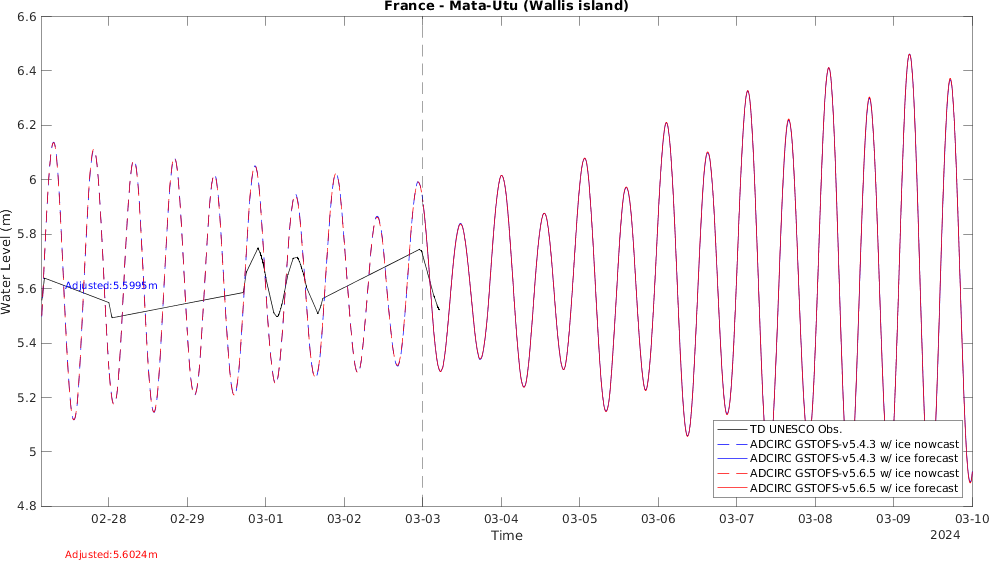 France - Mata-Utu (Wallis island)
6.6
6.4
6.2
6
5.8
5.6
5.4
5.2
5
4.8
Water Level (m)
Adjusted:5.5995m
TD UNESCO Obs.
ADCIRC GSTOFS-v5.4.3 w/ ice nowcast
ADCIRC GSTOFS-v5.4.3 w/ ice forecast
ADCIRC GSTOFS-v5.6.5 w/ ice nowcast
ADCIRC GSTOFS-v5.6.5 w/ ice forecast
02-28 02-29 03-01 03-02 03-03 03-04 03-05 03-06 03-07 03-08 03-09 03-10
Time
2024
Adjusted:5.6024m